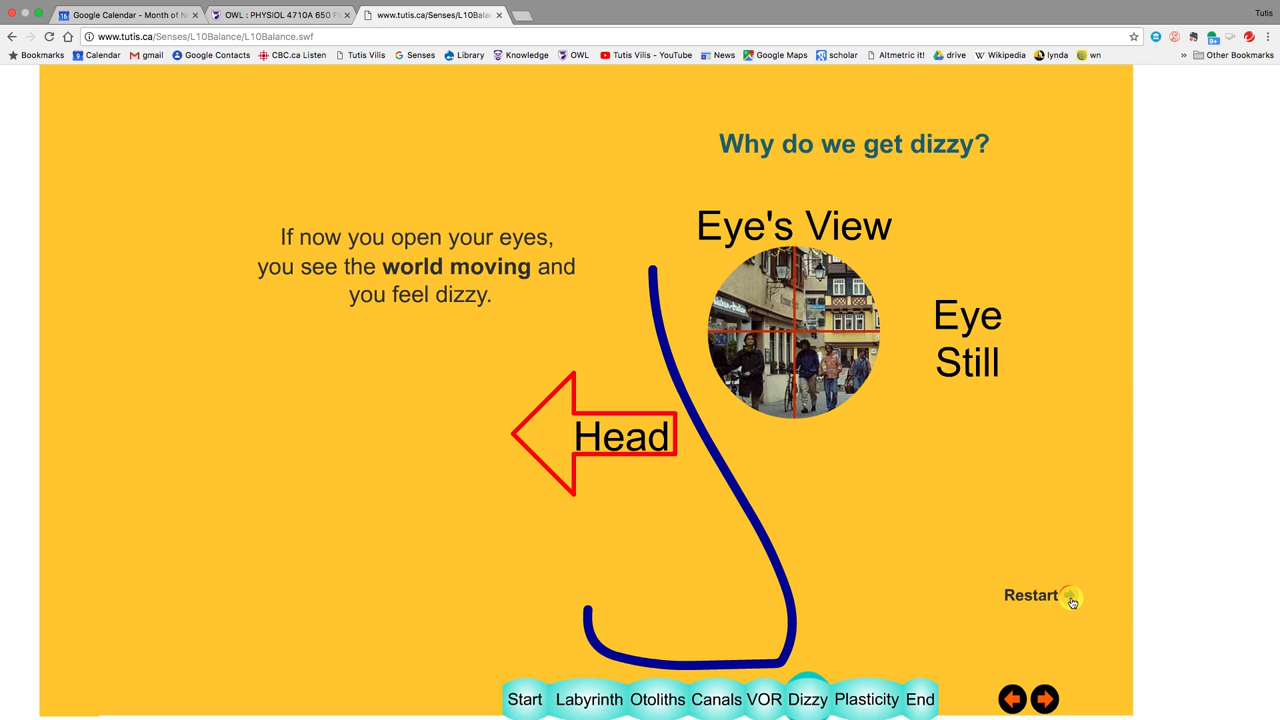 Google Calendar - Month of N
OWL : PHYSIOL 4710A 650 F
www.tutis.ca/Senses/L10Bala
Tutis
www.tutis.ca/Senses/L10Balance/L10Balance.swf
Bookmarks Calendar gmail Google Contacts CBC.ca Listen Tutis Vilis Senses Library Knowledge OWL Tutis Vilis - YouTube News Google Maps scholar Altmetric it! drive Wikipedia lynda wn » Other Bookmarks
Why do we get dizzy?
Eye's View
If now you open your eyes,
you see the world moving and
you feel dizzy.
Eye
Still
Head
Restart
Start Labyrinth Otoliths Canals VOR Dizzy Plasticity End